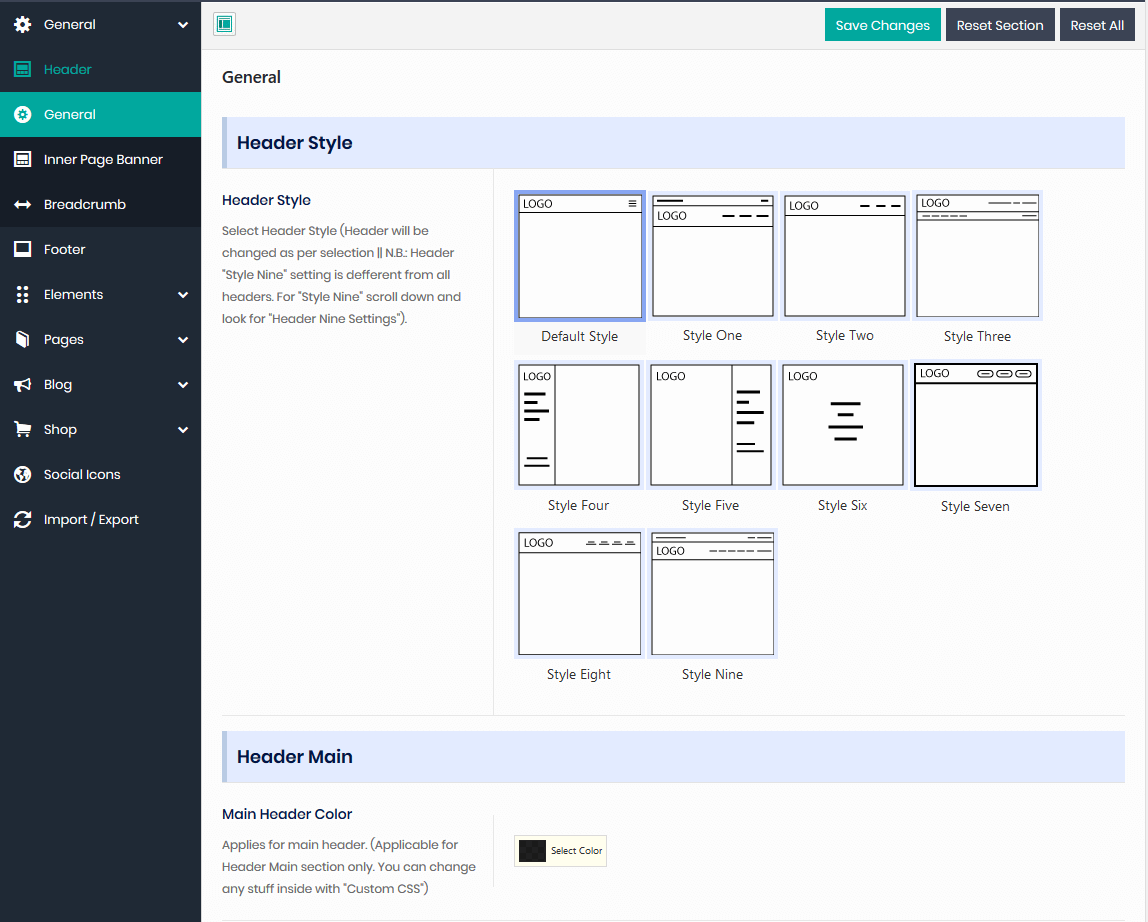 General
Header
General
Inner Page Banner
Breadcrumb
Footer
Elements
Pages
Blog
Shop
Social Icons
Import / Export
Save Changes
Reset Section
Reset All
General
Header Style
Header Style
Select Header Style (Header will be
changed as per selection || N.B.: Header
"Style Nine" setting is defferent from all
headers. For "Style Nine" scroll down and
look for "Header Nine Settings").
LOGO
LOGO
LOGO
LOGO
Default Style
Style One
Style Two
Style Three
LOGO
LOGO
LOGO
LOGO
Style Four
Style Five
Style Six
Style Seven
LOGO
LOGO
Style Eight
Style Nine
Header Main
Main Header Color
Applies for main header. (Applicable for
Header Main section only. You can change
any stuff inside with "Custom CSS")
Select Color